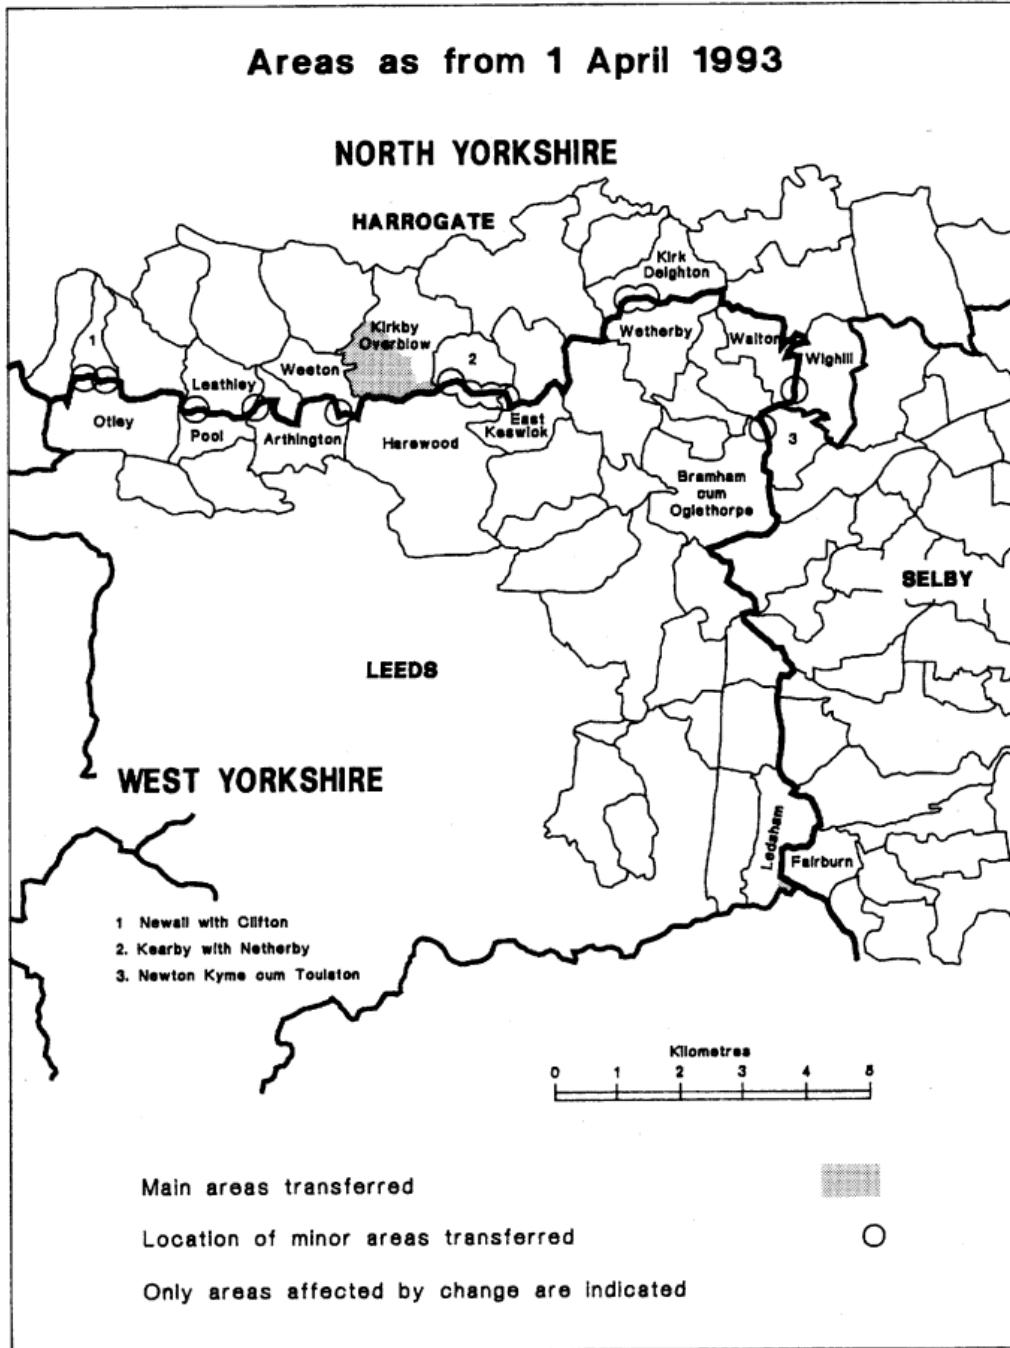 Areas as from 1 April 1993
NORTH YORKSHIRE
HARROGATE
Kirk
Deighton
1
Kirkby
Overblow
Wetherby
Walton
Wighill
2
Weeton
Leathley
Otley
Pool
Arthington
Harewood
East
Keswick
3
Bramham
cum
Oglethorpe
SELBY
LEEDS
WEST YORKSHIRE
Ledsham
Fairburn
1 Newall with Clifton
2. Kearby with Netherby
3. Newton Kyme cum Toulston
Kilometres
0 1 2 3 4 5
Main areas transferred
Location of minor areas transferred
Only areas affected by change are indicated